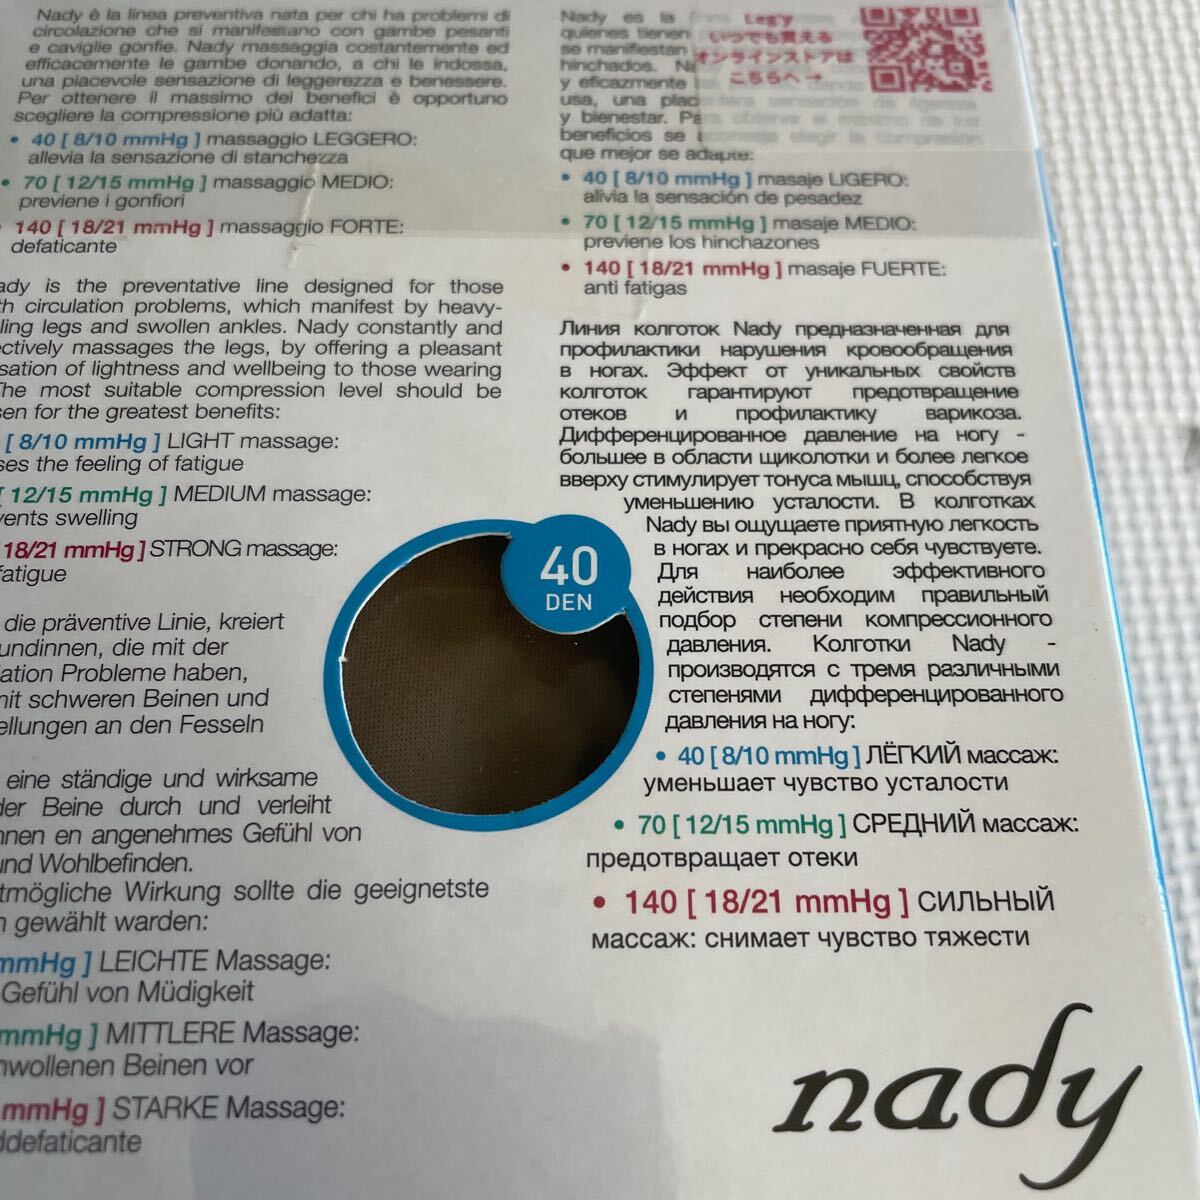 Nady è la linea preventiva nata per chi ha problemi di
circolazione che si manifestano con gambe pesanti
e caviglie gonfie. Nady massaggia costantemente ed
efficacemente le gambe donando, a chi le indossa,
una piacevole sensazione di leggerezza e benessere.
Per ottenere il massimo dei benefici è opportuno
scegliere la compressione più adatta:
• 40 [ 8/10 mmHg ] massaggio LEGGERO:
allevia la sensazione di stanchezza
• 70 [ 12/15 mmHg ] massaggio MEDIO:
previene i gonfiori
140 [ 18/21 mmHg ] massaggio FORTE:
defaticante
ady is the preventative line designed for those
th circulation problems, which manifest by heavy-
ling legs and swollen ankles. Nady constantly and
ectively massages the legs, by offering a pleasant
sation of lightness and wellbeing to those wearing
The most suitable compression level should be
sen for the greatest benefits:
[ 8/10 mmHg ] LIGHT massage:
ses the feeling of fatigue
[ 12/15 mmHg ] MEDIUM massage:
vents swelling
18/21 mmHg ] STRONG massage:
fatigue
die präventive Linie, kreiert
undinnen, die mit der
lation Probleme haben,
mit schweren Beinen und
ellungen an den Fesseln
eine ständige und wirksame
der Beine durch und verleiht
nnen en angenehmes Gefühl von
und Wohlbefinden.
tmögliche Wirkung sollte die geeignetste
n gewählt warden:
mmHg ] LEICHTE Massage:
Gefühl von Müdigkeit
mmHg ] MITTLERE Massage:
hwollenen Beinen vor
mmHg ] STARKE Massage:
ddefaticante
Nady es la
quienes tienen
se manifiestan
hinchados.
y eficazmente
usa, una
y bienestar.
beneficios se
que mejor se adapte:
• 40 [ 8/10 mmHg ] masaje LIGERO:
alivia la sensación de pesadez
• 70 [ 12/15 mmHg ] masaje MEDIO:
previene los hinchazones
• 140 [ 18/21 mmHg ] masaje FUERTE:
anti fatigas
Legy
いつでも買える
オンラインストアは
こちらへ→
Линия колготок Nady предназначенная для
профилактики нарушения кровообращения
в ногах. Эффект от уникальных свойств
колготок гарантируют предотвращение
отеков и профилактику варикоза.
Дифференцированное давление на ногу -
большее в области щиколотки и более легкое
вверху стимулирует тонуса мышц, способствуя
уменьшению усталости. В колготках
Nady вы ощущаете приятную легкость
в ногах и прекрасно себя чувствуете.
Для наиболее эффективного
действия необходим правильный
подбор степени компрессионного
давления. Колготки Nady -
производятся с тремя различными
степенями дифференцированного
давления на ногу:
• 40 [ 8/10 mmHg ] ЛЁГКИЙ массаж:
уменьшает чувство усталости
• 70 [ 12/15 mmHg ] СРЕДНИЙ массаж:
предотвращает отеки
• 140 [ 18/21 mmHg ] СИЛЬНЫЙ
массаж: снимает чувство тяжести
40
DEN
nady